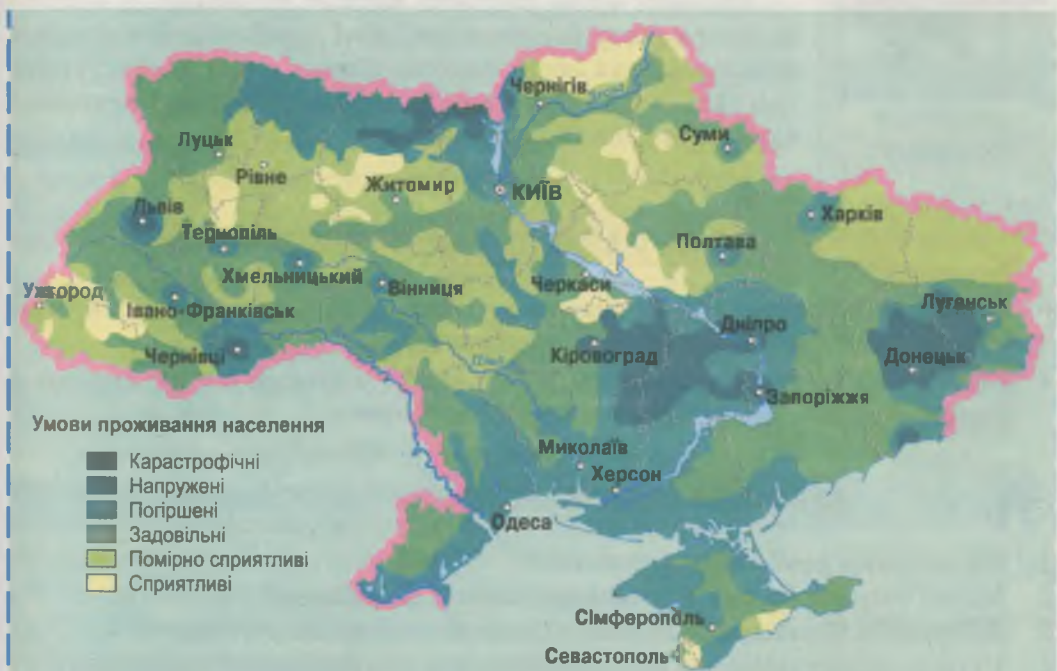 Чернігів
Суми
Луцьк
Рівне
Житомир
КИЇВ
Львів
Харків
Тернопіль
Полтава
Хмельницький
Вінниця
Черкаси
Ужгород
Івано-Франківськ
Луганськ
Дніпро
Чернівці
Кіровоград
Донецьк
Запоріжжя
Умови проживання населення
Миколаїв
Карастрофічні
Херсон
Напружені
Погіршені
Одеса
Задовільні
Помірно сприятливі
Сприятливі
Сімферополь
Севастополь